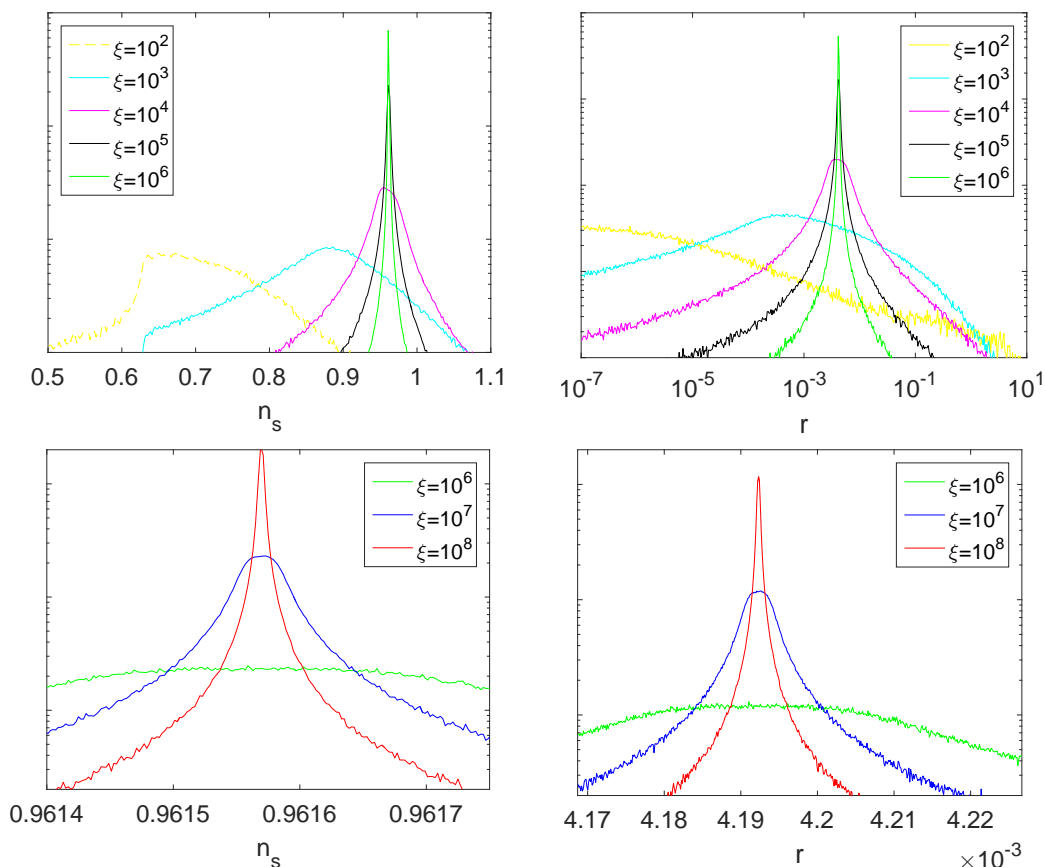 ξ=10²
ξ=10³
ξ=10⁴
ξ=10⁵
ξ=10⁶
0.5 0.6 0.7 0.8 0.9 1 1.1
n_s
ξ=10²
ξ=10³
ξ=10⁴
ξ=10⁵
ξ=10⁶
10⁻⁷ 10⁻⁵ 10⁻³ 10⁻¹ 10¹
r
ξ=10⁶
ξ=10⁷
ξ=10⁸
0.9614 0.9615 0.9616 0.9617
n_s
ξ=10⁶
ξ=10⁷
ξ=10⁸
4.17 4.18 4.19 4.2 4.21 4.22
r
×10⁻³